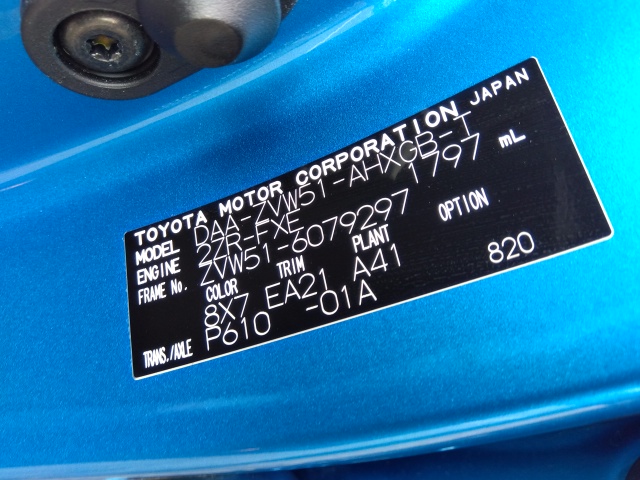 TOYOTA MOTOR CORPORATION JAPAN
MODEL DAA-ZVW51-AHXGB-T
ENGINE 2ZR-FXE 1797 mL
FRAME No. ZVW51-6079297
COLOR TRIM PLANT OPTION
8X7 EA21 A41 820
TRANS./AXLE P610 -01A